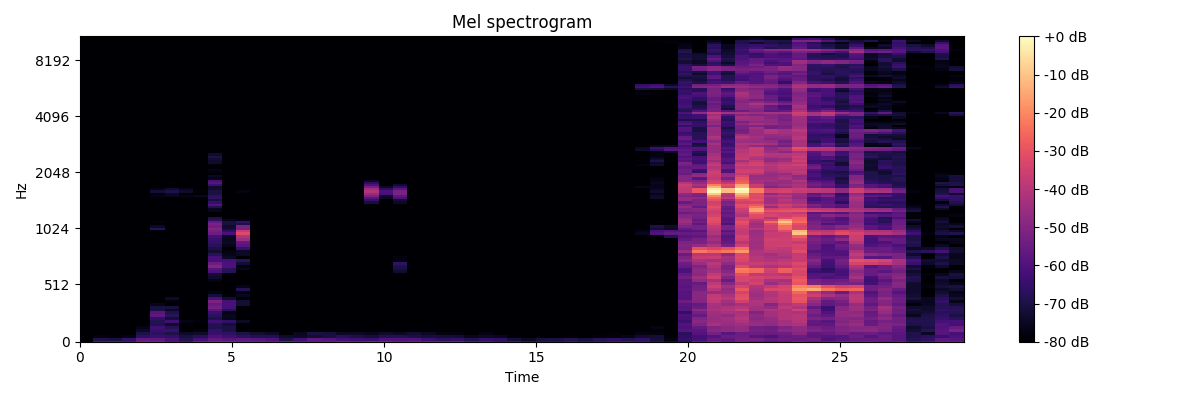 Mel spectrogram
Hz
8192
4096
2048
1024
512
0
0 5 10 15 20 25
Time
+0 dB
-10 dB
-20 dB
-30 dB
-40 dB
-50 dB
-60 dB
-70 dB
-80 dB